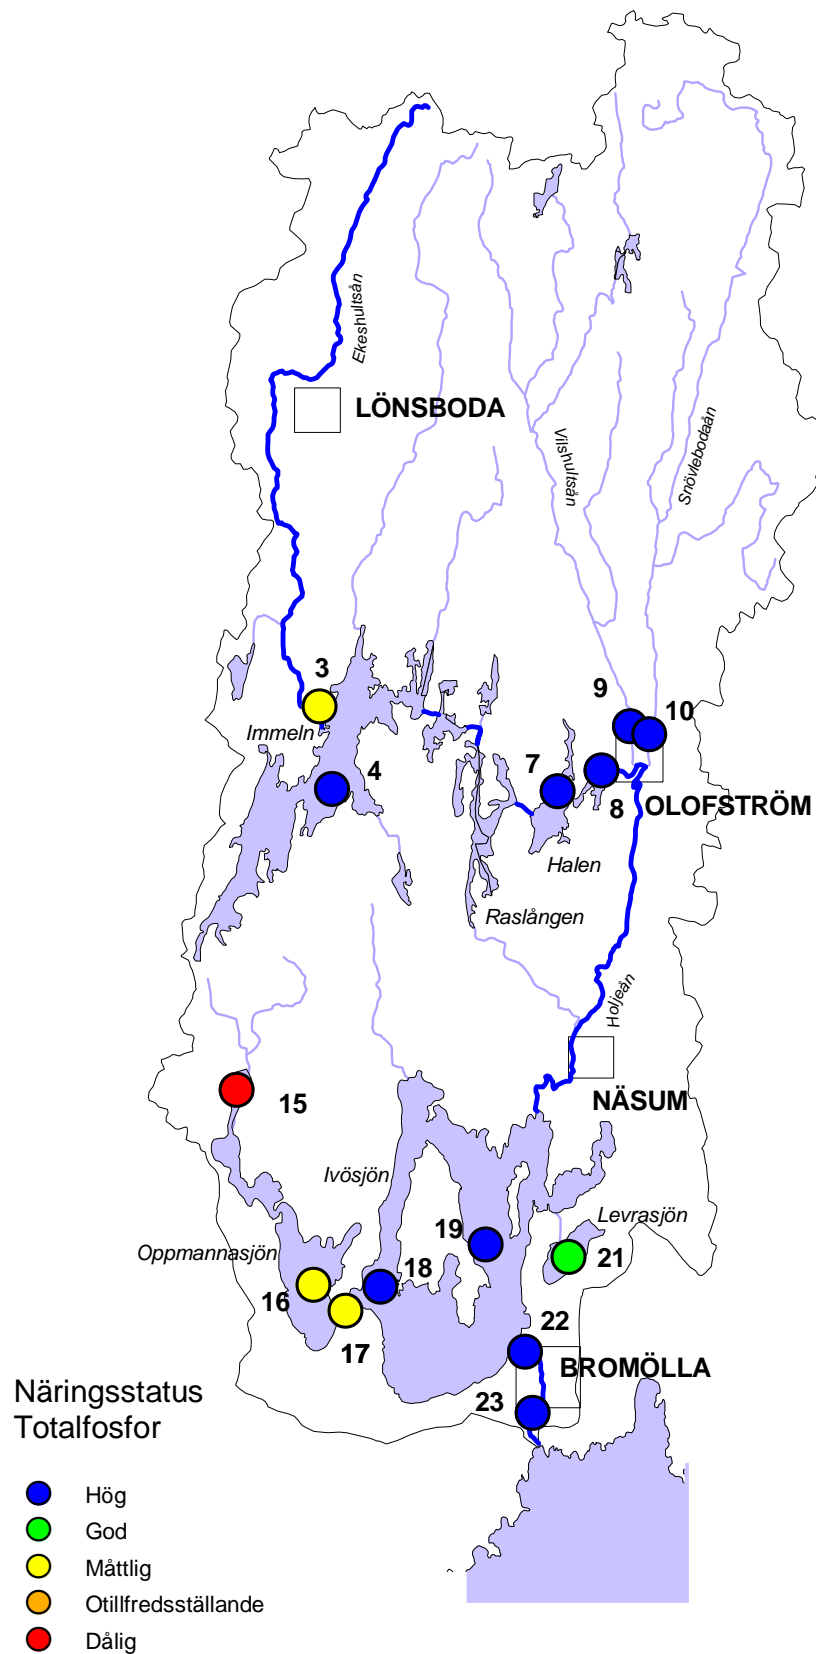 Ekeshultsån
LÖNSBODA
Vilshultsån
Snövlebodaån
3
9
10
Immeln
4
7
8
OLOFSTRÖM
Halen
Raslången
Holjeån
NÄSUM
15
Ivösjön
Levrasjön
19
Oppmannasjön
21
18
16
17
22
BROMÖLLA
23
Näringsstatus
Totalfosfor
Hög
God
Måttlig
Otillfredsställande
Dålig